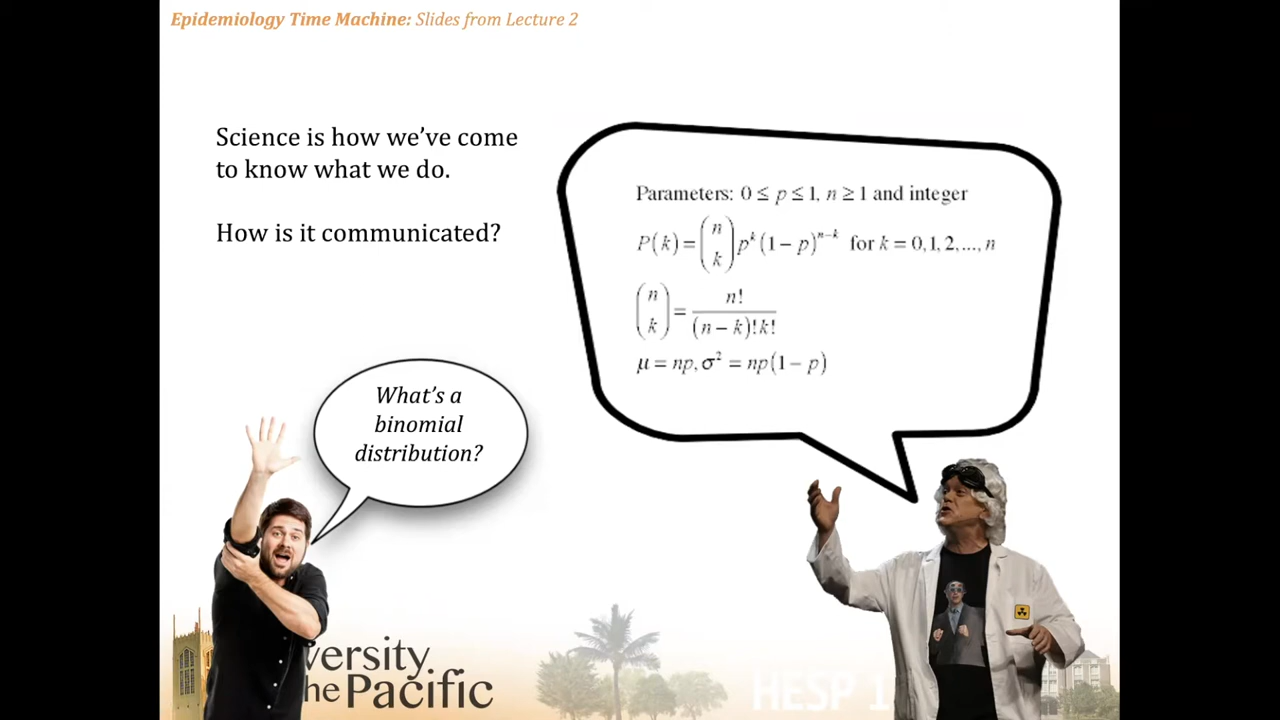 Epidemiology Time Machine: Slides from Lecture 2
Science is how we’ve come
to know what we do.
How is it communicated?
Parameters: 0 ≤ p ≤ 1, n ≥ 1 and integer
P(k) = (n k) p^k (1 − p)^{n−k} for k = 0, 1, 2, ..., n
(n k) = n! / (n − k)! k!
μ = np, σ² = np(1 − p)
What’s a
binomial
distribution?
versity
he Pacific
HESP 1